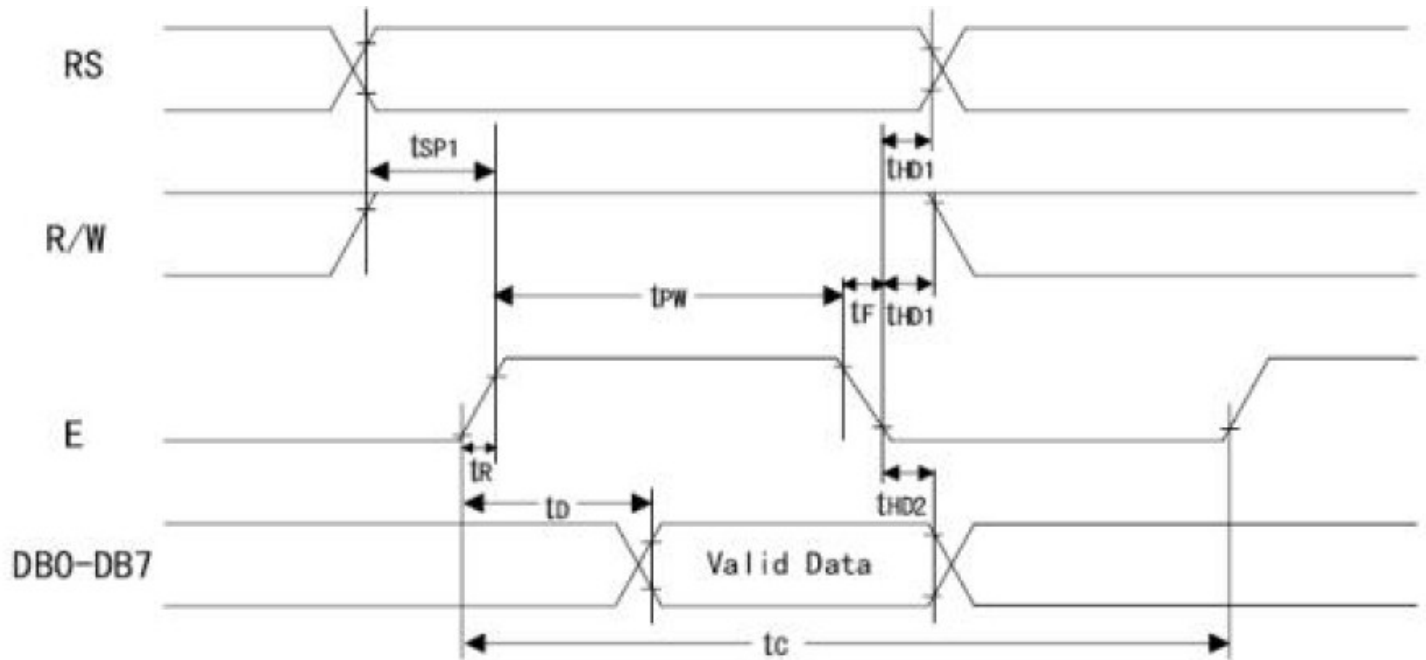 RS
tSP1
tHD1
R/W
tPW
tF
tHD1
E
tR
tD
tHD2
DB0-DB7
Valid Data
tC